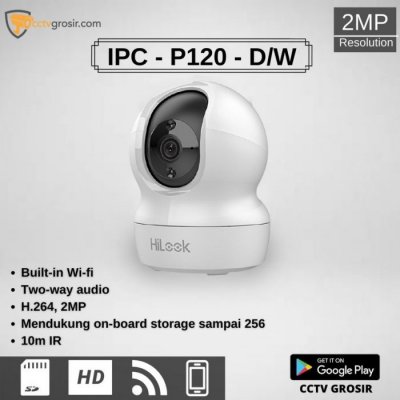 cctvgrosir.com
2MP
Resolution
IPC - P120 - D/W
HiLook
Built-in Wi-fi
Two-way audio
H.264, 2MP
Mendukung on-board storage sampai 256
10m IR
SD
HD
GET IT ON
Google Play
CCTV GROSIR